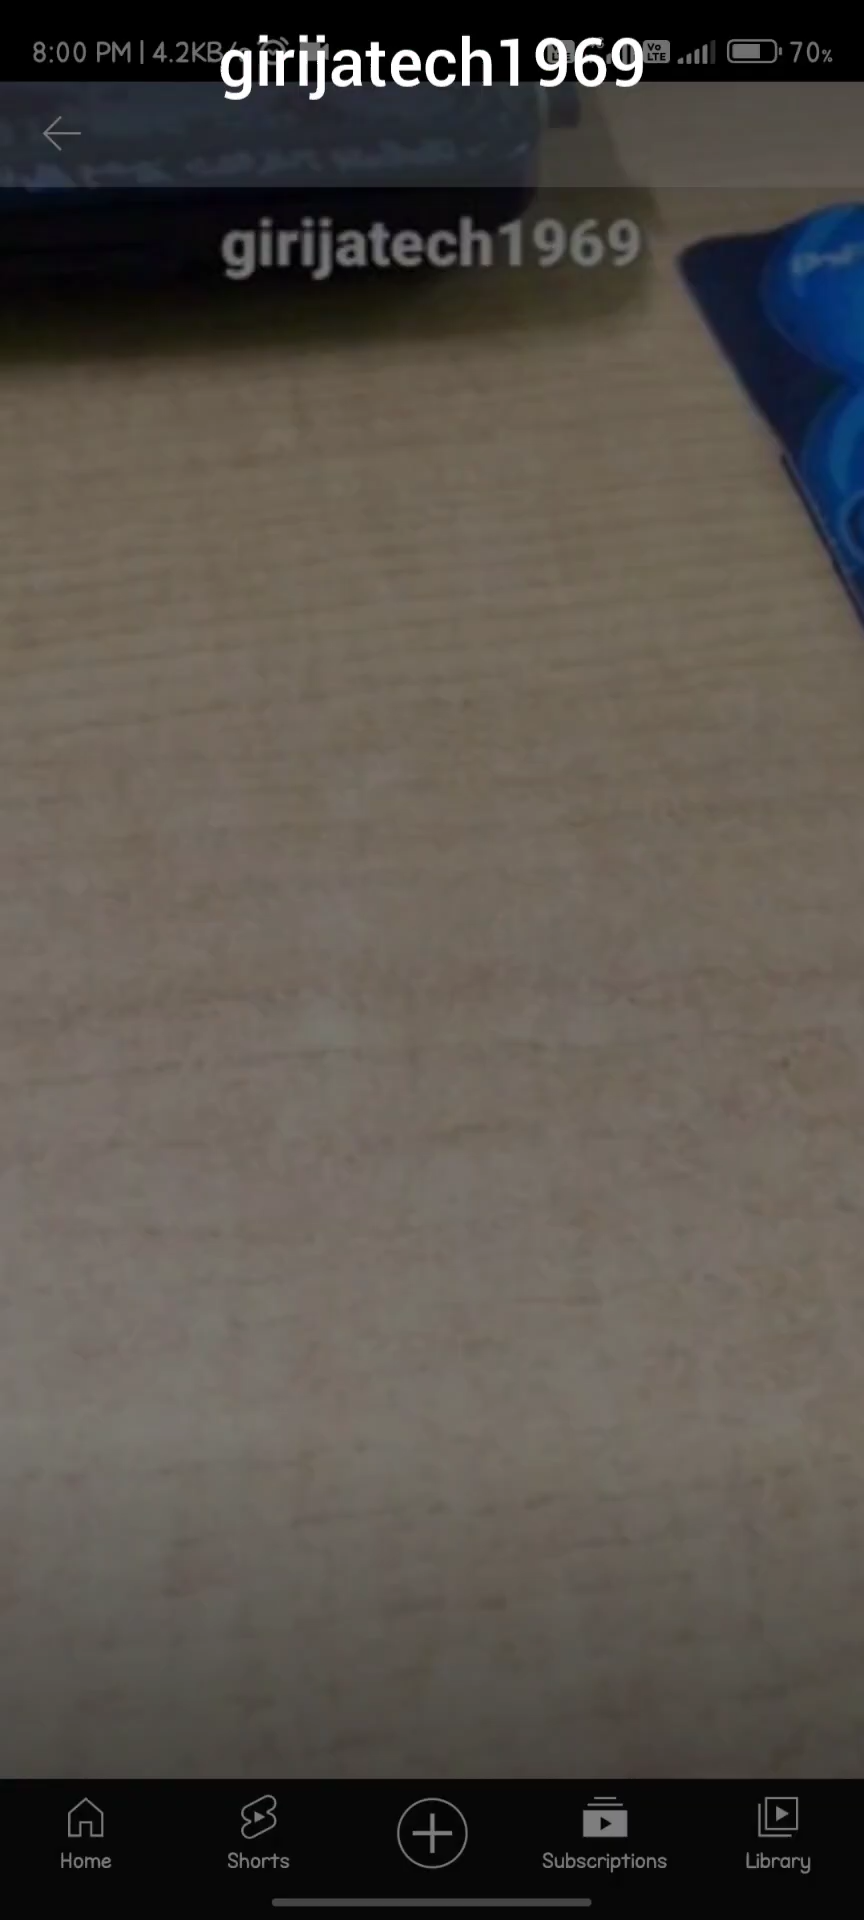 8:00 PM | 4.2KB/s
70%
girijatech1969
girijatech1969
Home
Shorts
Subscriptions
Library